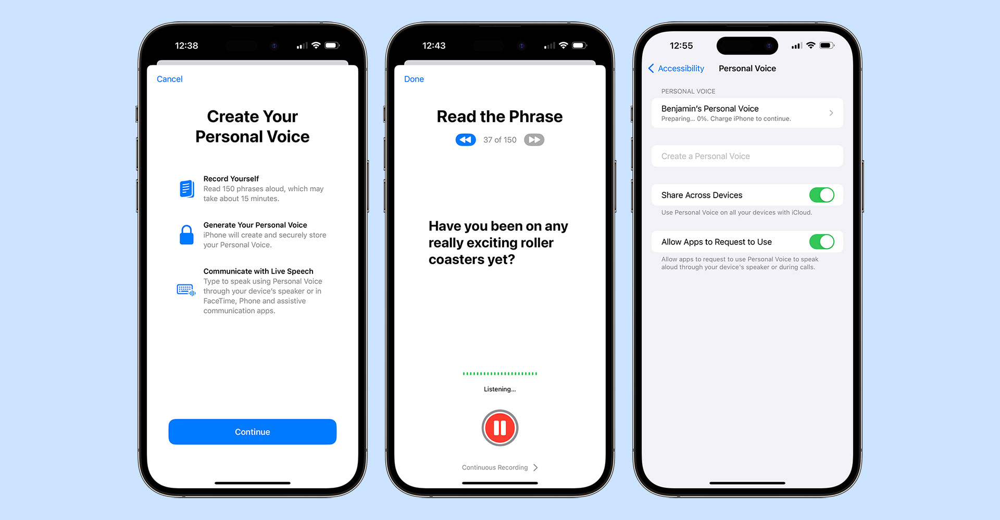 12:38
Cancel
Create Your
Personal Voice
Record Yourself
Read 150 phrases aloud, which may
take about 15 minutes.
Generate Your Personal Voice
iPhone will create and securely store
your Personal Voice.
Communicate with Live Speech
Type to speak using Personal Voice
through your device's speaker or in
FaceTime, Phone and assistive
communication apps.
Continue
12:43
Done
Read the Phrase
37 of 150
Have you been on any
really exciting roller
coasters yet?
Listening...
Continuous Recording
12:55
Accessibility Personal Voice
PERSONAL VOICE
Benjamin's Personal Voice
Preparing... 0%. Charge iPhone to continue.
Create a Personal Voice
Share Across Devices
Use Personal Voice on all your devices with iCloud.
Allow Apps to Request to Use
Allow apps to request to use Personal Voice to speak
aloud through your device's speaker or during calls.